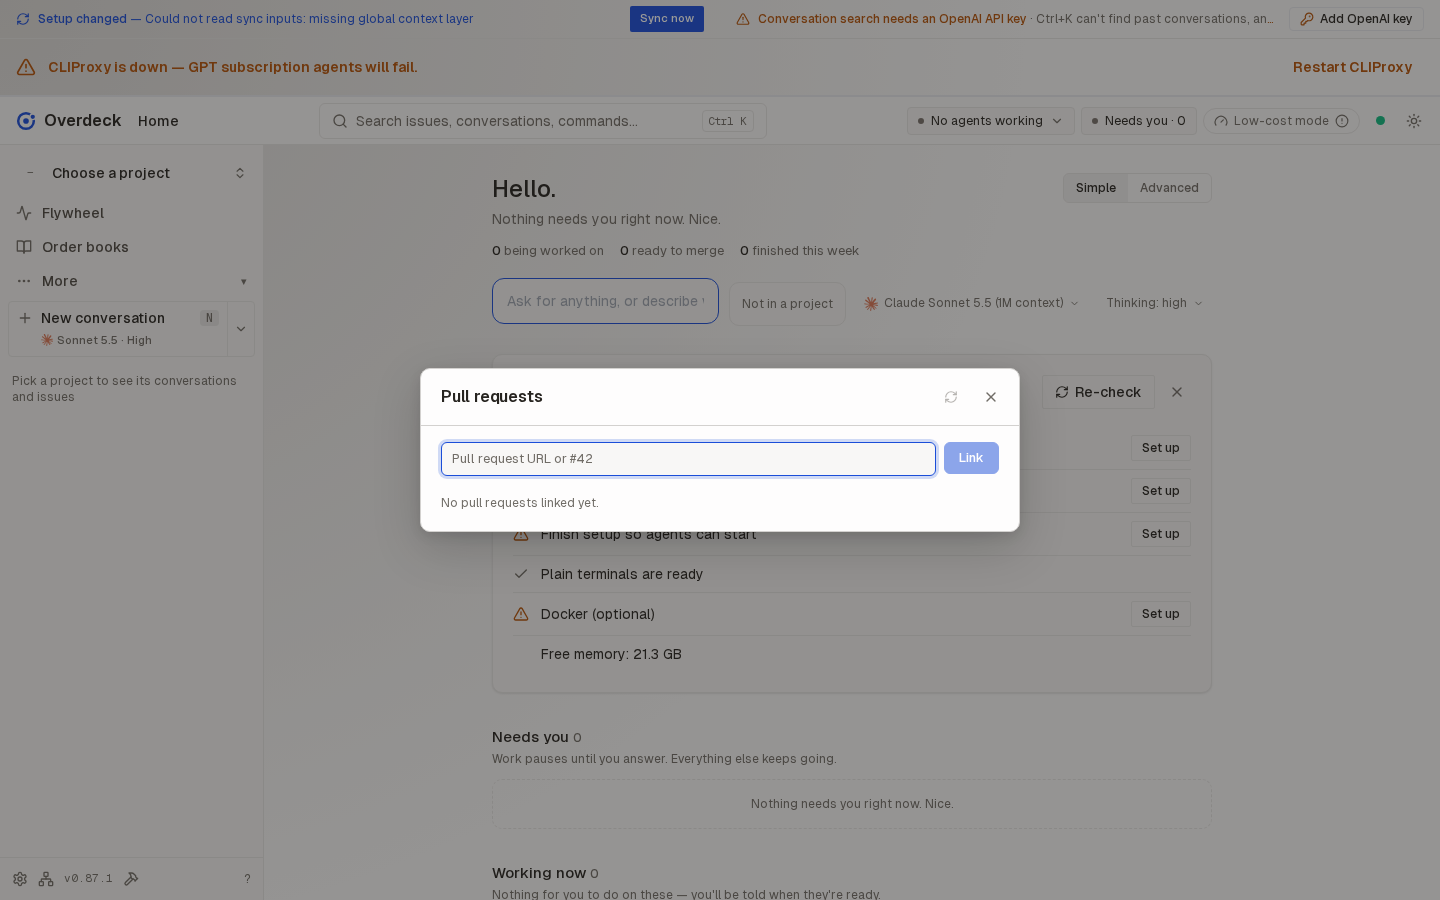 Setup changed — Could not read sync inputs: missing global context layer
Sync now
Conversation search needs an OpenAI API key · Ctrl+K can't find past conversations, an…
Add OpenAI key
CLIProxy is down — GPT subscription agents will fail.
Restart CLIProxy
Overdeck
Home
Search issues, conversations, commands...
Ctrl K
No agents working
Needs you · 0
Low-cost mode
– Choose a project
Flywheel
Order books
More
New conversation N
Sonnet 5.5 · High
Pick a project to see its conversations
and issues
v0.87.1
?
Hello.
Simple
Advanced
Nothing needs you right now. Nice.
0 being worked on 0 ready to merge 0 finished this week
Ask for anything, or describe
Not in a project
Claude Sonnet 5.5 (1M context)
Thinking: high
Re-check
Pull requests
Pull request URL or #42
Link
No pull requests linked yet.
Set up
Set up
Finish setup so agents can start
Set up
Plain terminals are ready
Docker (optional)
Set up
Free memory: 21.3 GB
Needs you 0
Work pauses until you answer. Everything else keeps going.
Nothing needs you right now. Nice.
Working now 0
Nothing for you to do on these — you'll be told when they're ready.